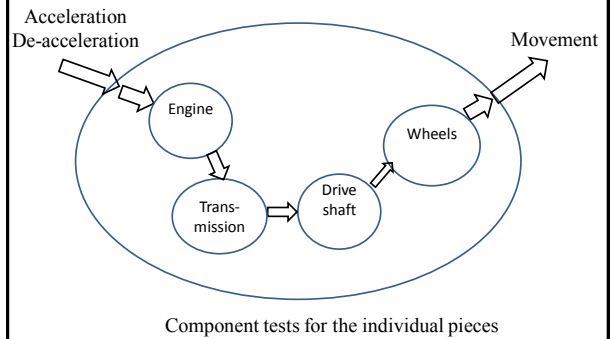 Acceleration
De-acceleration
Movement
Engine
Wheels
Trans-
mission
Drive
shaft
Component tests for the individual pieces